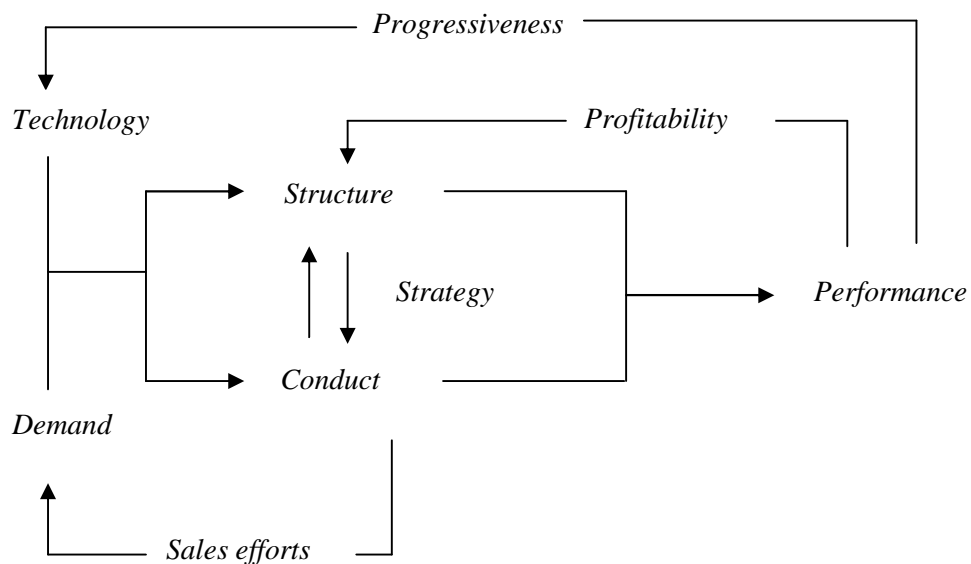 Progressiveness
Technology
Profitability
Structure
Strategy
Performance
Conduct
Demand
Sales efforts